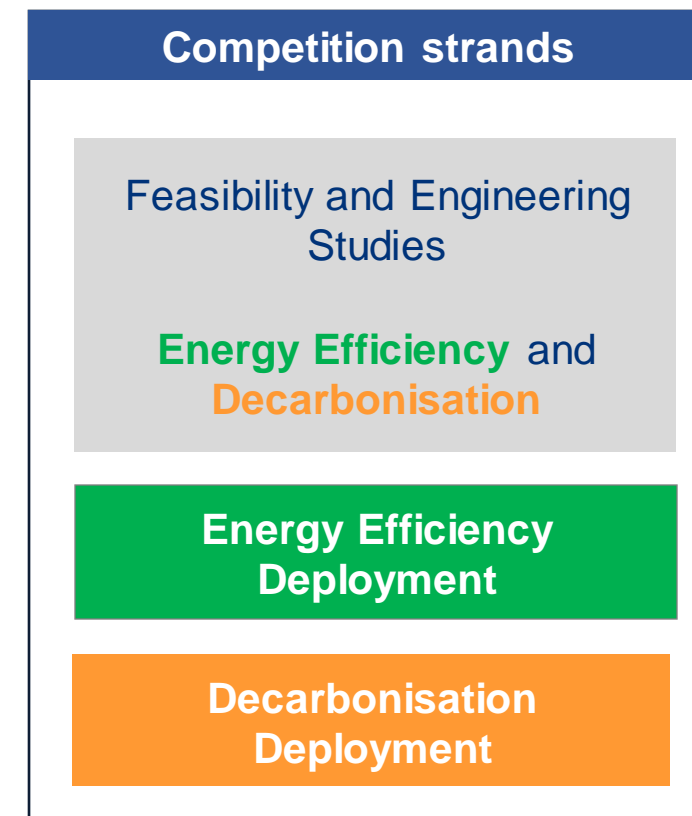 Competition strands
Feasibility and Engineering
Studies
Energy Efficiency and
Decarbonisation
Energy Efficiency
Deployment
Decarbonisation
Deployment